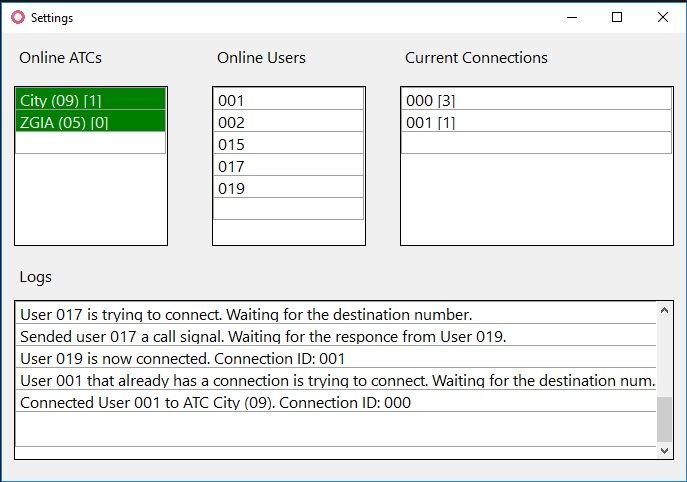 Settings
Online ATCs
Online Users
Current Connections
City (09) [1]
ZGIA (05) [0]
001
002
015
017
019
000 [3]
001 [1]
Logs
User 017 is trying to connect. Waiting for the destination number.
Sended user 017 a call signal. Waiting for the responce from User 019.
User 019 is now connected. Connection ID: 001
User 001 that already has a connection is trying to connect. Waiting for the destination num.
Connected User 001 to ATC City (09). Connection ID: 000